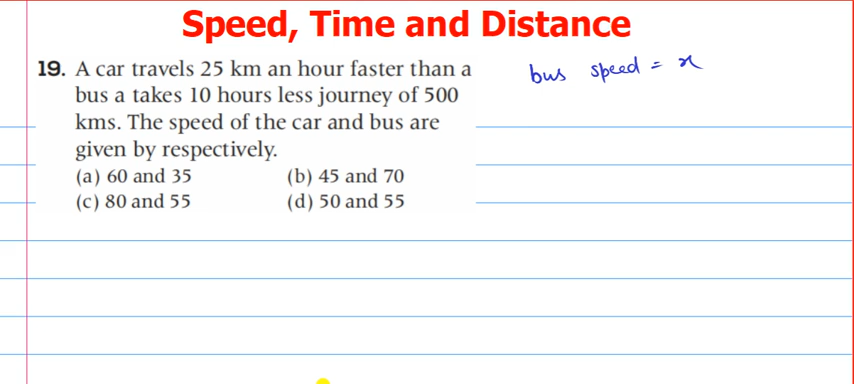 Speed, Time and Distance
19. A car travels 25 km an hour faster than a
bus a takes 10 hours less journey of 500
kms. The speed of the car and bus are
given by respectively.
(a) 60 and 35 (b) 45 and 70
(c) 80 and 55 (d) 50 and 55
bus speed = x